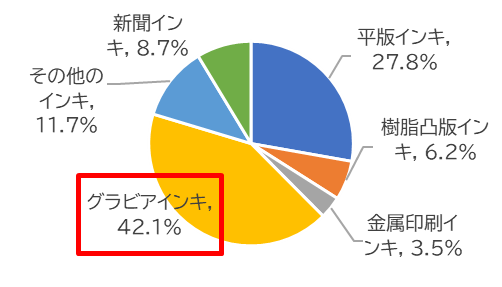 新聞イン
キ, 8.7%
平版インキ,
27.8%
その他の
インキ,
11.7%
樹脂凸版イン
キ, 6.2%
グラビアインキ,
42.1%
金属印刷イ
ンキ, 3.5%